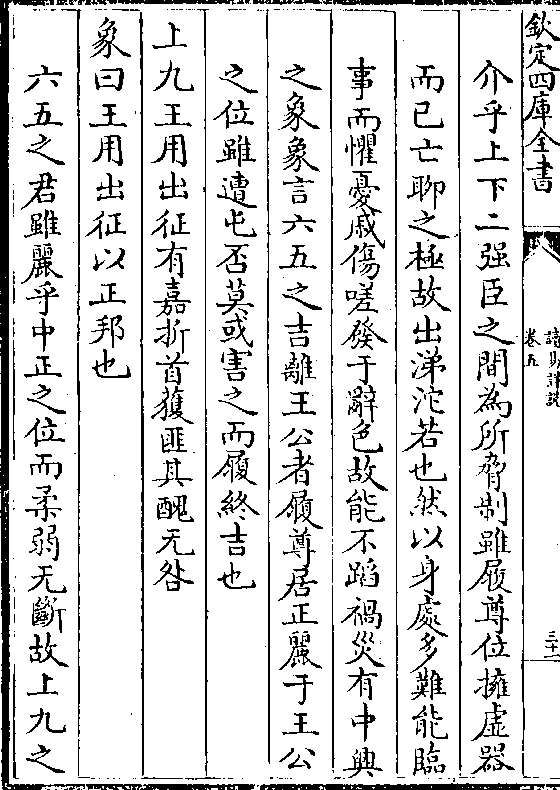 欽定四庫全書
卷五
三十二
介乎上下二强臣之間為所脅制雖履尊位擁虚器
而已亡聊之極故出涕沱若也然以身處多難能臨
事而懼憂戚傷嗟發于辭色故能不蹈禍災有中興
之象象言六五之吉離王公者履尊居正麗于王公
之位雖遭屯否莫或害之而履終吉也
上九王用出征有嘉折首獲匪其醜无咎
象曰王用出征以正邦也
六五之君雖麗乎中正之位而柔弱无斷故上九之